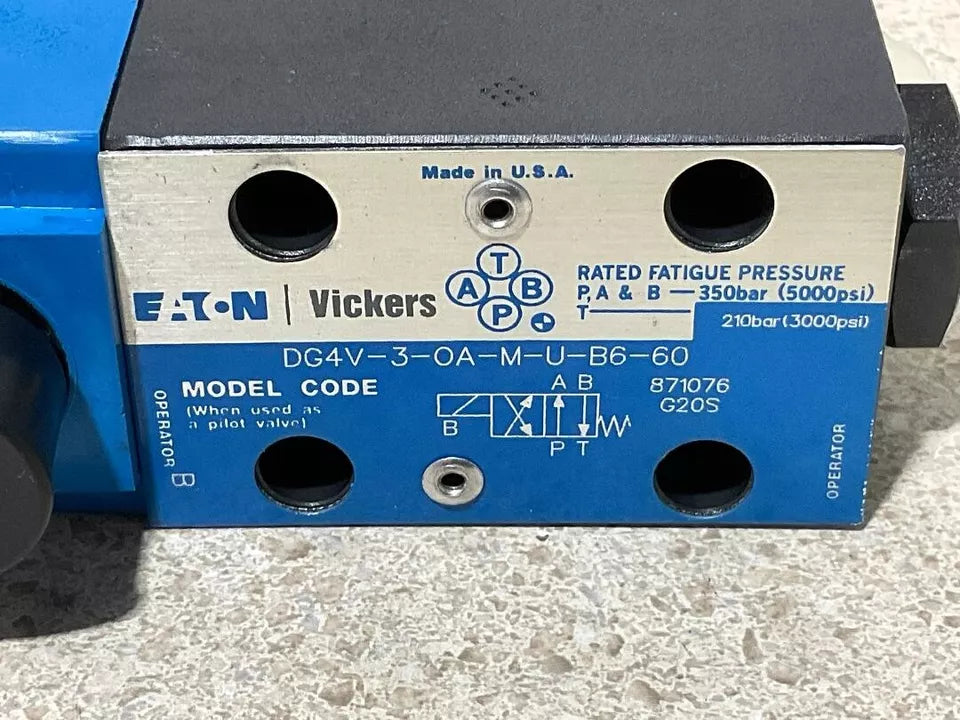 Made in U.S.A.
T
A B
P
EATON | Vickers
RATED FATIGUE PRESSURE
P,A & B — 350bar (5000psi)
T—
210bar(3000psi)
DG4V-3-OA-M-U-B6-60
MODEL CODE
(When used as
a pilot valve)
A B
B
P T
871076
G20S
OPERATOR B
OPERATOR